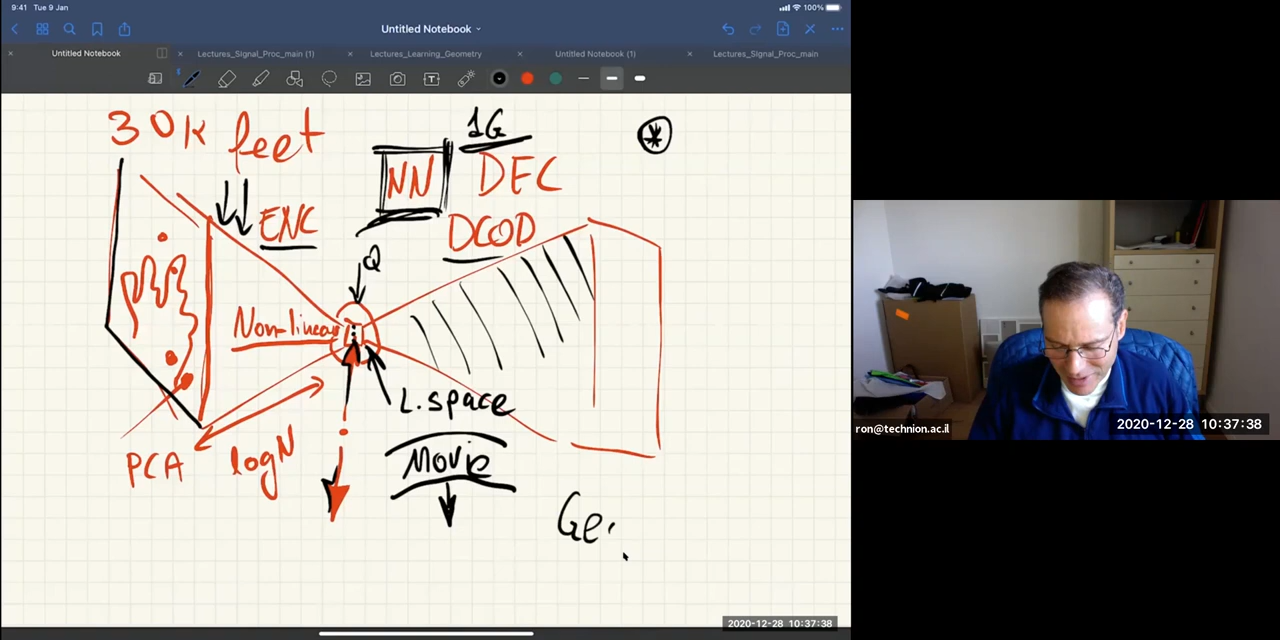 9:41 Tue 9 Jan
100%
Untitled Notebook
Untitled Notebook
Lectures_Signal_Proc_main (1)
Lectures_Learning_Geometry
Untitled Notebook (1)
Lectures_Signal_Proc_main
30k feet
1G
NN DEC
ENC
DCOD
Q
Non-linear
L. space
PCA logN
Movie
Ge
ron@technion.ac.il
2020-12-28 10:37:38
2020-12-28 10:37:38